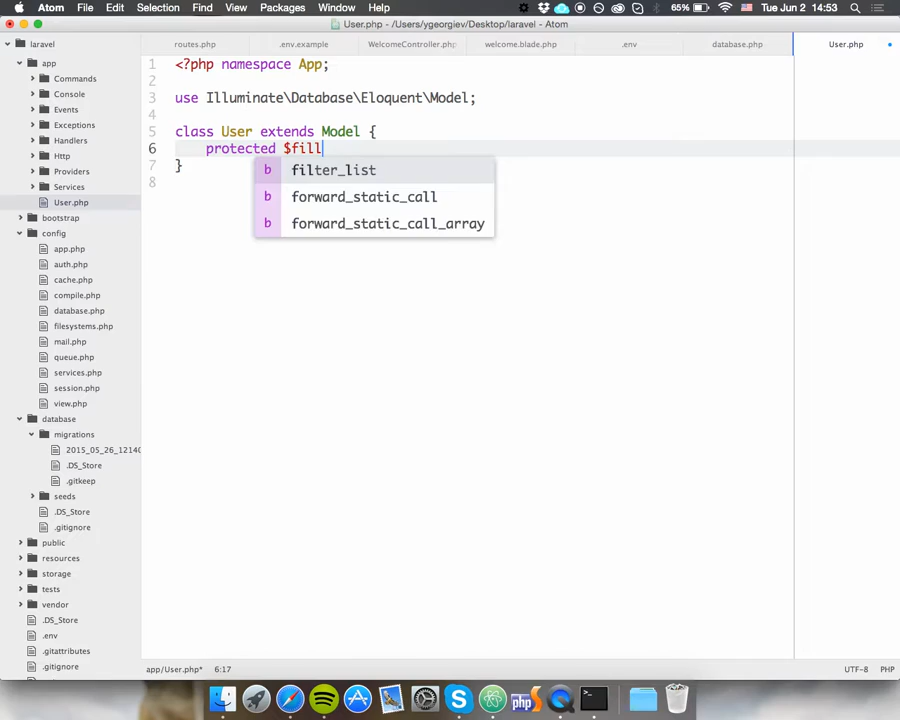 Atom File Edit Selection Find View Packages Window Help 65% Tue Jun 2 14:53
User.php - /Users/ygeorgiev/Desktop/laravel - Atom
laravel
routes.php .env.example WelcomeController.php welcome.blade.php .env database.php User.php
app
Commands
Console
Events
Exceptions
Handlers
Http
Providers
Services
User.php
bootstrap
config
app.php
auth.php
cache.php
compile.php
database.php
filesystems.php
mail.php
queue.php
services.php
session.php
view.php
database
migrations
2015_05_26_12140
.DS_Store
.gitkeep
seeds
.DS_Store
.gitignore
public
resources
storage
tests
vendor
.DS_Store
.env
.gitattributes
.gitignore
1 <?php namespace App;
2
3 use Illuminate\Database\Eloquent\Model;
4
5 class User extends Model {
6 protected $fill
7 }
8
b filter_list
b forward_static_call
b forward_static_call_array
app/User.php* 6:17 UTF-8 PHP
php